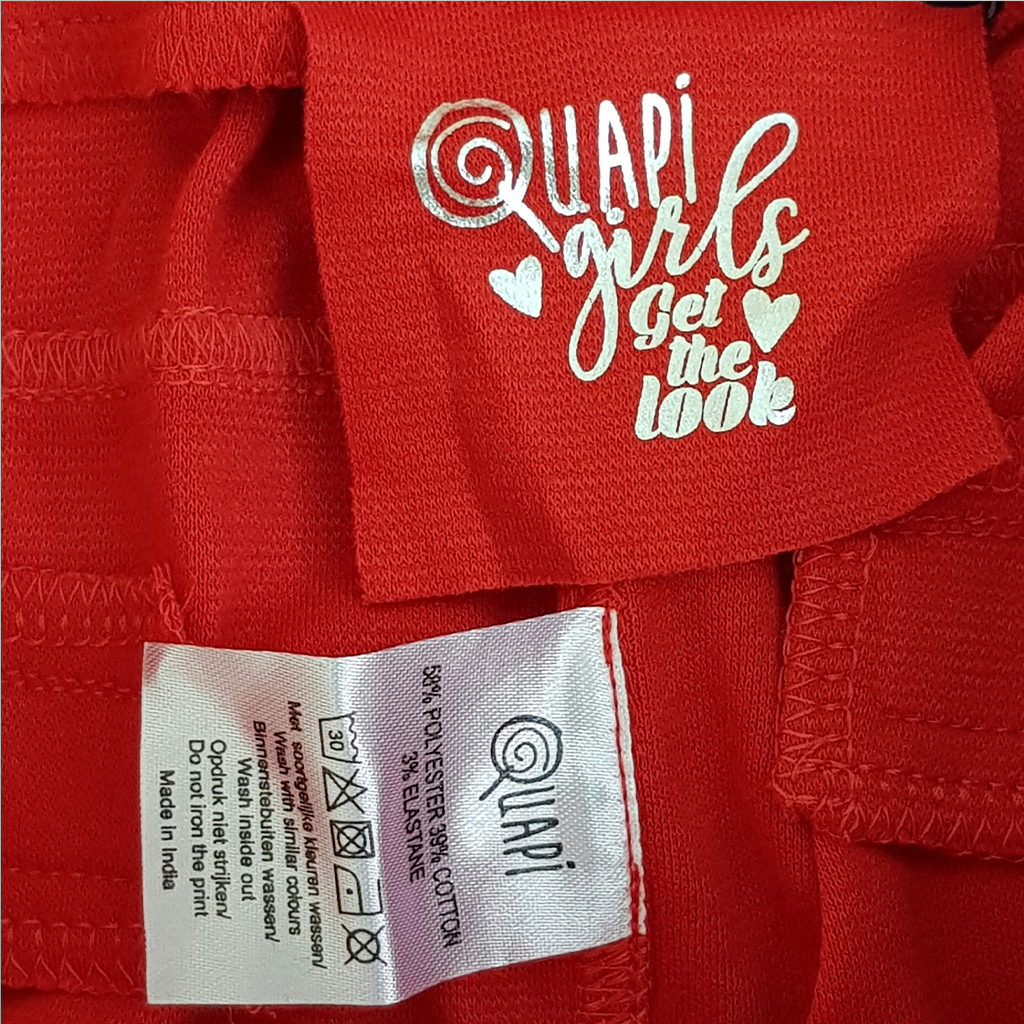 QUAPI
girls
Get
the
look
QUAPI
58% POLYESTER 39% COTTON
3% ELASTANE
30
Met soortgelijke kleuren wassen/
Wash with similar colours
Binnenstebuiten wassen/
Wash inside out
Opdruk niet strijken/
Do not iron the print
Made in India